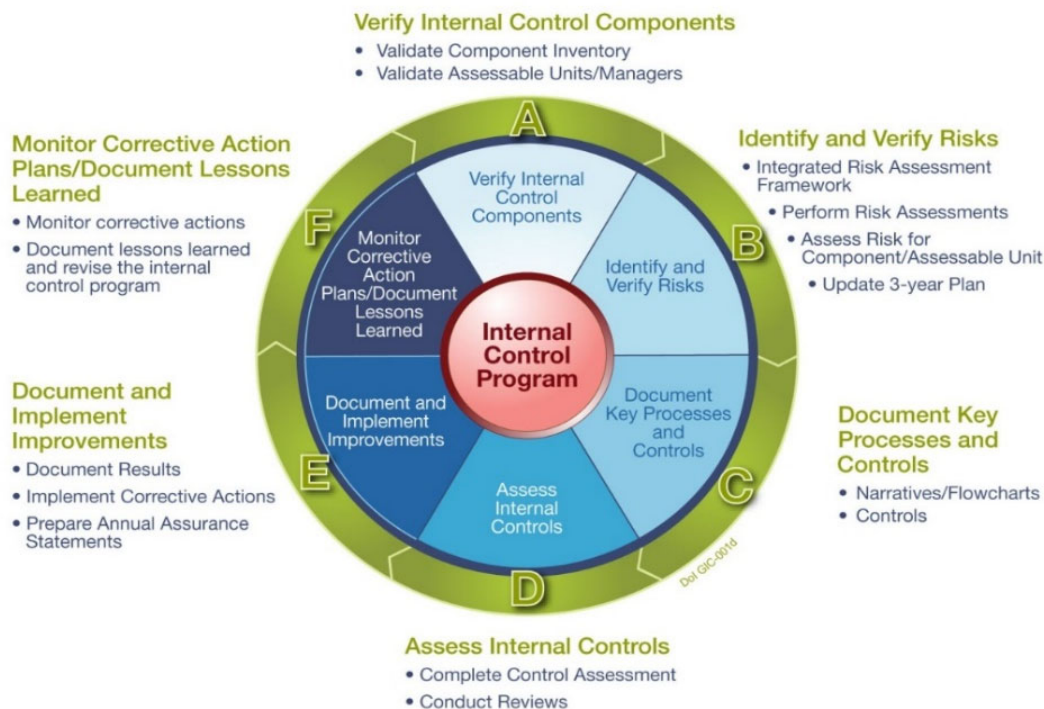 Verify Internal Control Components
• Validate Component Inventory
• Validate Assessable Units/Managers
Monitor Corrective Action
Plans/Document Lessons
Learned
• Monitor corrective actions
• Document lessons learned
and revise the internal
control program
Identify and Verify Risks
• Integrated Risk Assessment
Framework
• Perform Risk Assessments
• Assess Risk for
Component/Assessable Unit
• Update 3-year Plan
Document and
Implement
Improvements
• Document Results
• Implement Corrective Actions
• Prepare Annual Assurance
Statements
Document Key
Processes and
Controls
• Narratives/Flowcharts
• Controls
Assess Internal Controls
• Complete Control Assessment
• Conduct Reviews
A
Verify Internal
Control
Components
B
Identify and
Verify Risks
C
Document
Key Processes
and
Controls
D
Assess
Internal
Controls
E
Document and
Implement
Improvements
F
Monitor
Corrective
Action
Plans/Document
Lessons
Learned
Internal
Control
Program
DoI GIC-001d